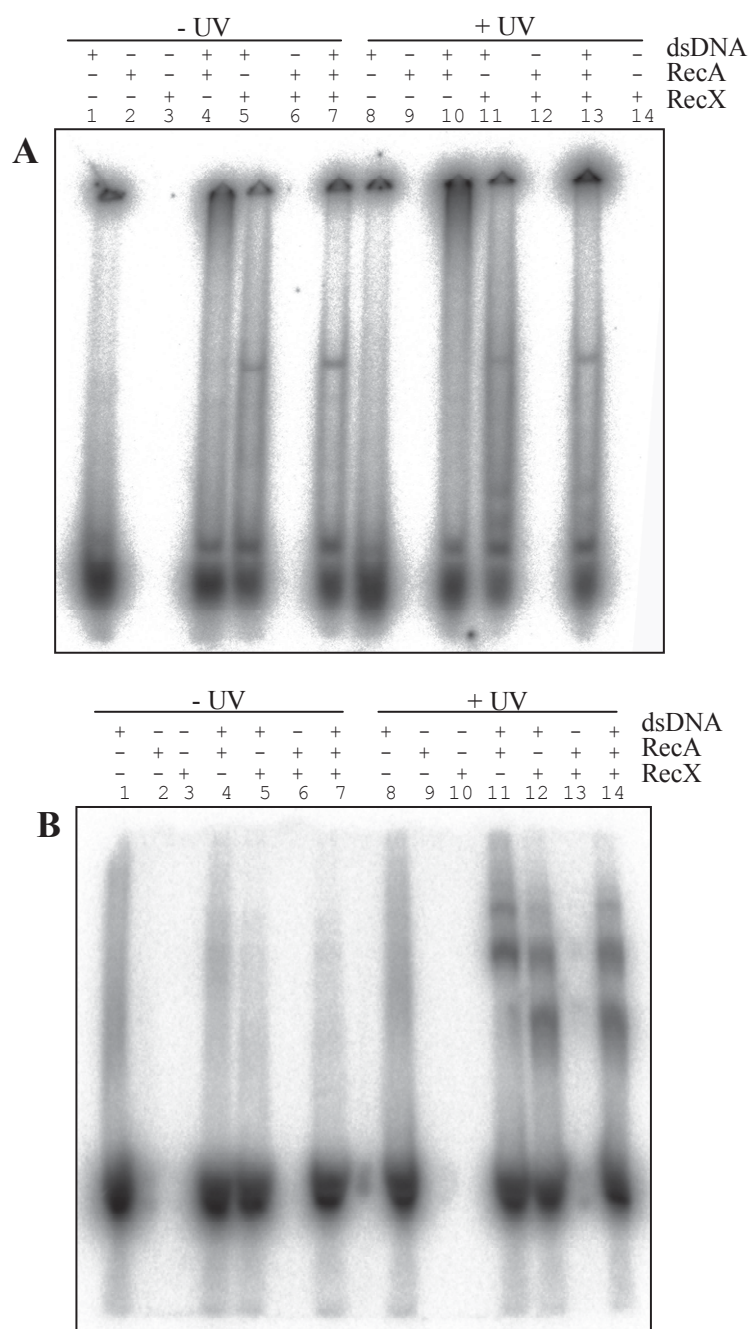 - UV + UV
+ – – + + – + + – + + – + – dsDNA
– + – + – + + – + + – + + – RecA
– – + – + + + – – – + + + + RecX
1 2 3 4 5 6 7 8 9 10 11 12 13 14
A
- UV + UV
+ – – + + – + + – – + + – + dsDNA
– + – + – + + – + – + – + + RecA
– – + – + + + – – + – + + + RecX
1 2 3 4 5 6 7 8 9 10 11 12 13 14
B